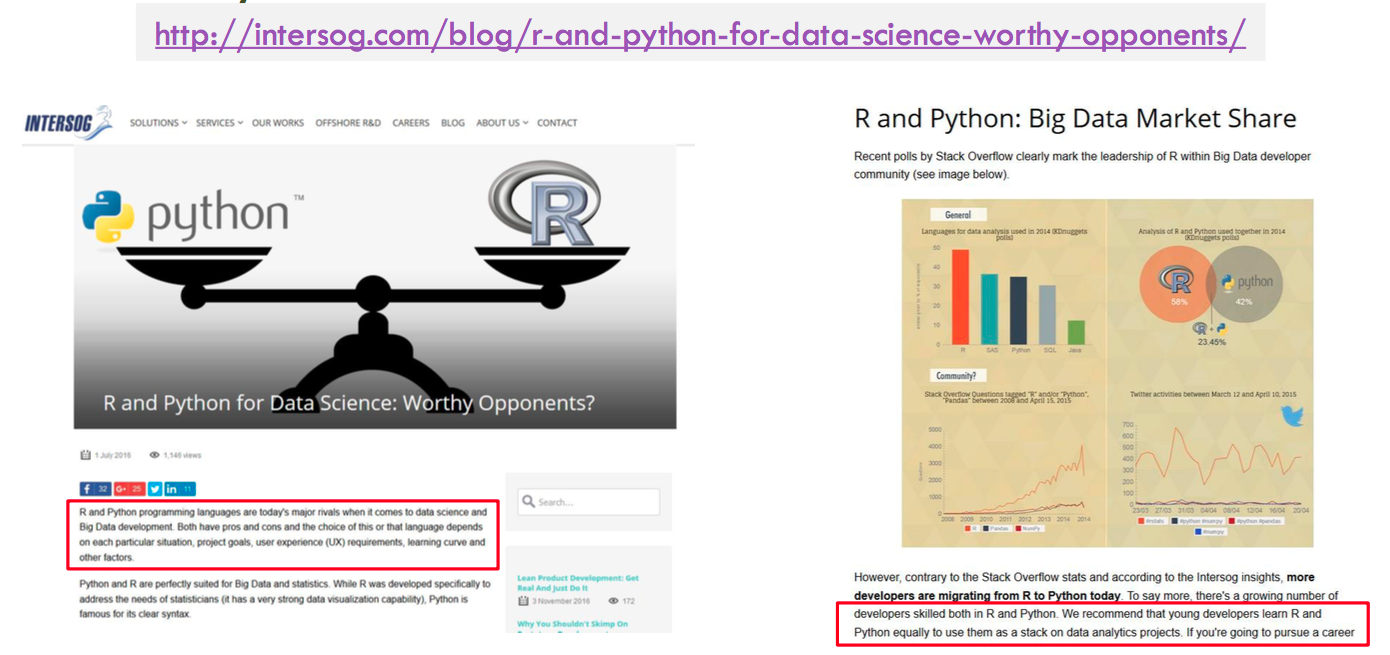 http://intersog.com/blog/r-and-python-for-data-science-worthy-opponents/
INTERSOG
SOLUTIONS SERVICES OUR WORKS OFFSHORE R&D CAREERS BLOG ABOUT US CONTACT
python™
R
R and Python for Data Science: Worthy Opponents?
1 July 2016 1,146 views
f 32 G+ 25 in 11
R and Python programming languages are today's major rivals when it comes to data science and
Big Data development. Both have pros and cons and the choice of this or that language depends
on each particular situation, project goals, user experience (UX) requirements, learning curve and
other factors.
Python and R are perfectly suited for Big Data and statistics. While R was developed specifically to
address the needs of statisticians (it has a very strong data visualization capability), Python is
famous for its clear syntax.
Search...
Lean Product Development: Get
Real And Just Do It
3 November 2016 172
Why You Shouldn't Skimp On
R and Python: Big Data Market Share
Recent polls by Stack Overflow clearly mark the leadership of R within Big Data developer
community (see image below).
General
Languages for data analysis used in 2014 (KDnuggets
polls)
50
40
30
20
10
0
R SAS Python SQL Java
Analysis of R and Python used together in 2014
(KDnuggets polls)
R python
58% 42%
R +
23.45%
Community?
Stack Overflow Questions tagged "R" and/or "Python",
"Pandas" between 2008 and April 15, 2015
5000
4000
3000
2000
1000
0
2008 2009 2010 2011 2012 2013 2014 2014
R Pandas NumPy
Twitter activities between March 12 and April 10, 2015
700
600
500
400
300
200
100
0
23/03 27/03 31/03 04/04 08/04 12/04 16/04 20/04
#rstats #python #numpy #python #pandas
#numpy
However, contrary to the Stack Overflow stats and according to the Intersog insights, more
developers are migrating from R to Python today. To say more, there's a growing number of
developers skilled both in R and Python. We recommend that young developers learn R and
Python equally to use them as a stack on data analytics projects. If you're going to pursue a career